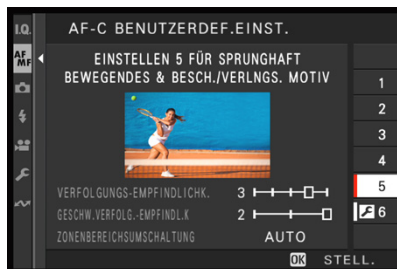 I.Q.
AF-C BENUTZERDEF.EINST.
AF
MF
EINSTELLEN 5 FÜR SPRUNGHAFT
BEWEGENDES & BESCH./VERLNGS. MOTIV
1
2
3
4
5
6
VERFOLGUNGS-EMPFINDLICHK. 3
GESCHW.VERFOLG.-EMPFINDL.K 2
ZONENBEREICHSUMSCHALTUNG AUTO
OK STELL.